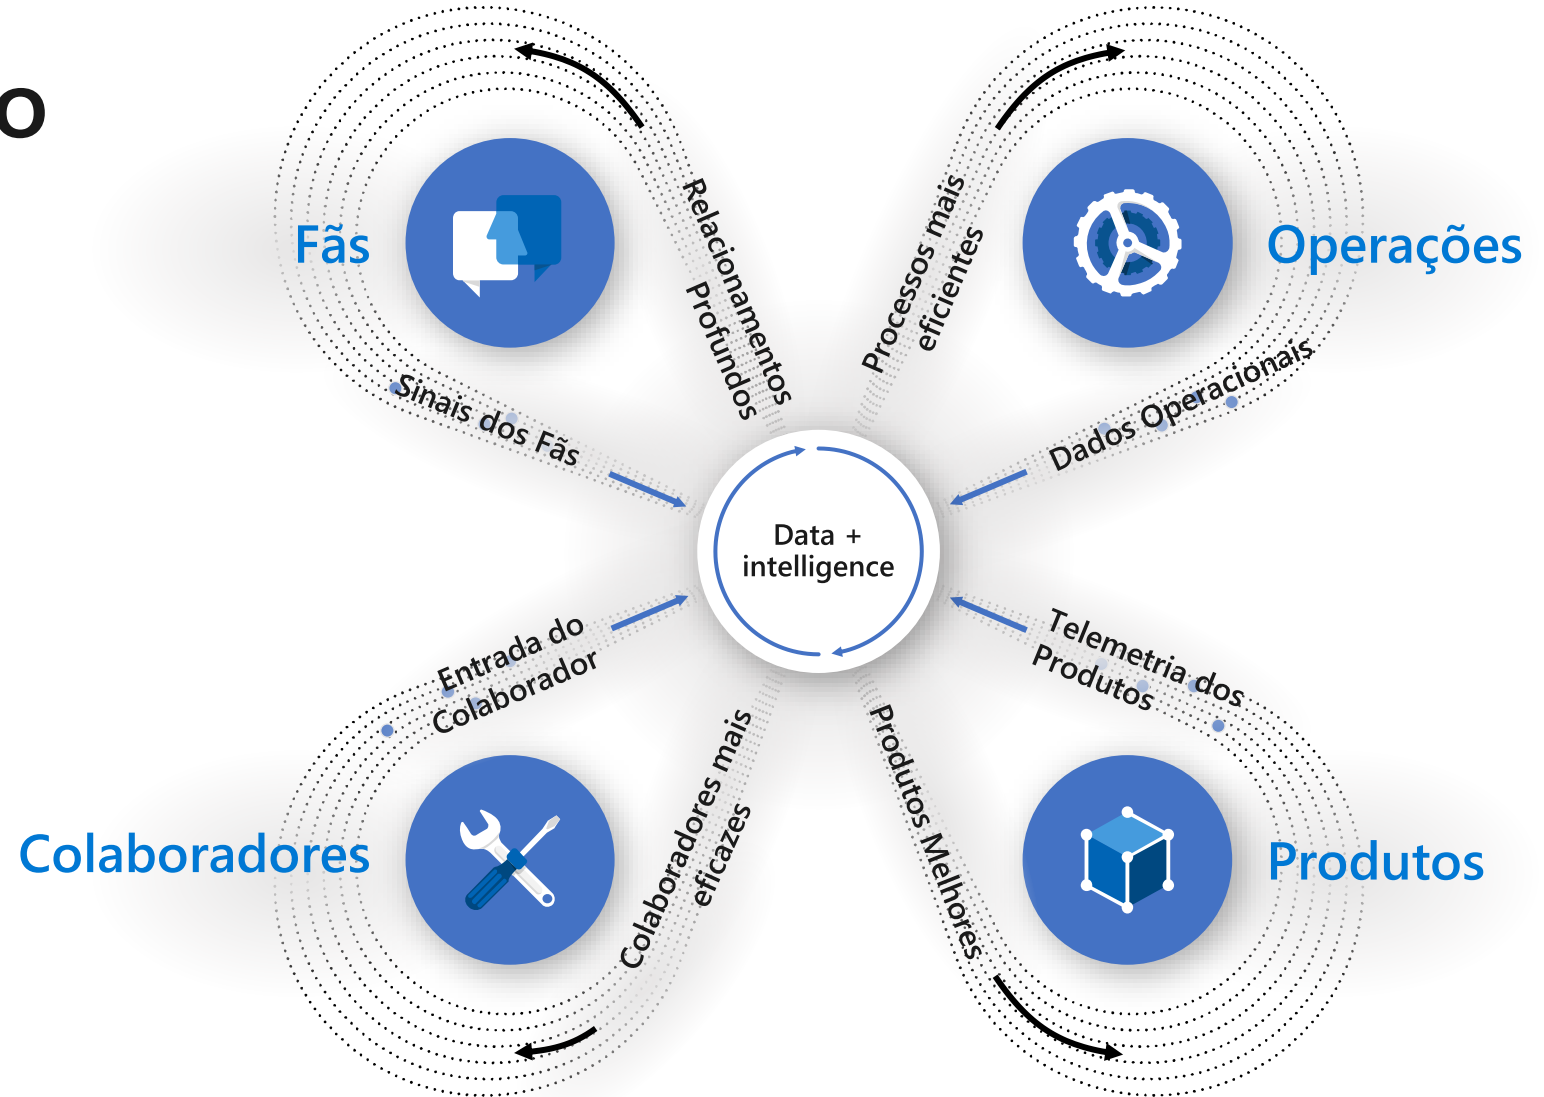 o
Fãs
Relacionamentos
Profundos
Sinais dos Fãs
Processos mais
eficientes
Operações
Dados Operacionais
Data +
intelligence
Entrada do
Colaborador
Colaboradores
Colaboradores mais
eficazes
Telemetria dos
Produtos
Produtos Melhores
Produtos